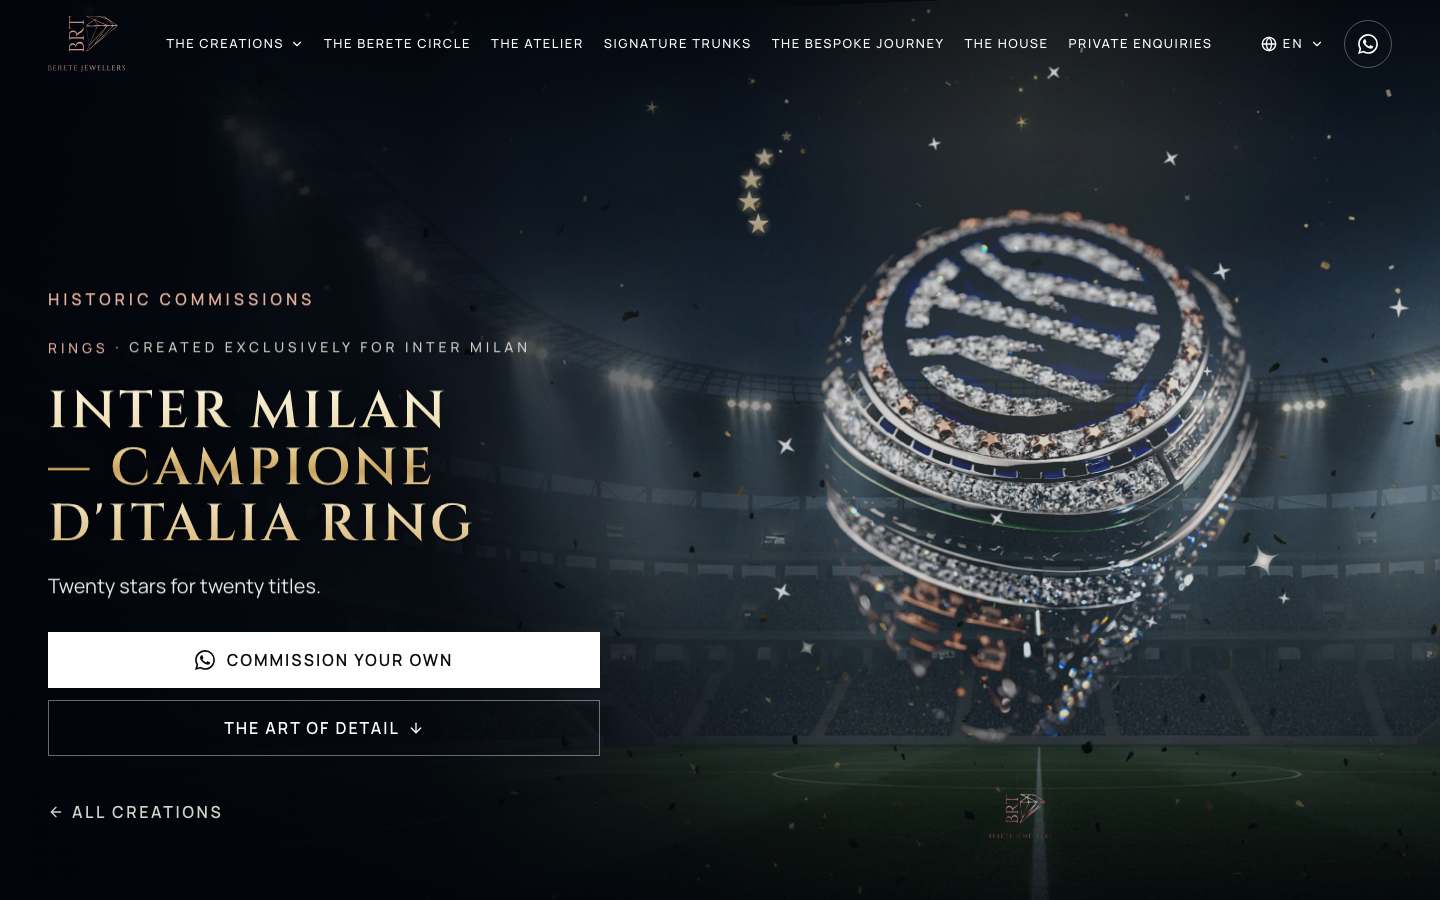 BRT
BERETE JEWELLERS
THE CREATIONS
THE BERETE CIRCLE
THE ATELIER
SIGNATURE TRUNKS
THE BESPOKE JOURNEY
THE HOUSE
PRIVATE ENQUIRIES
EN
HISTORIC COMMISSIONS
RINGS · CREATED EXCLUSIVELY FOR INTER MILAN
INTER MILAN
— CAMPIONE
D'ITALIA RING
Twenty stars for twenty titles.
COMMISSION YOUR OWN
THE ART OF DETAIL ↓
← ALL CREATIONS
BRT